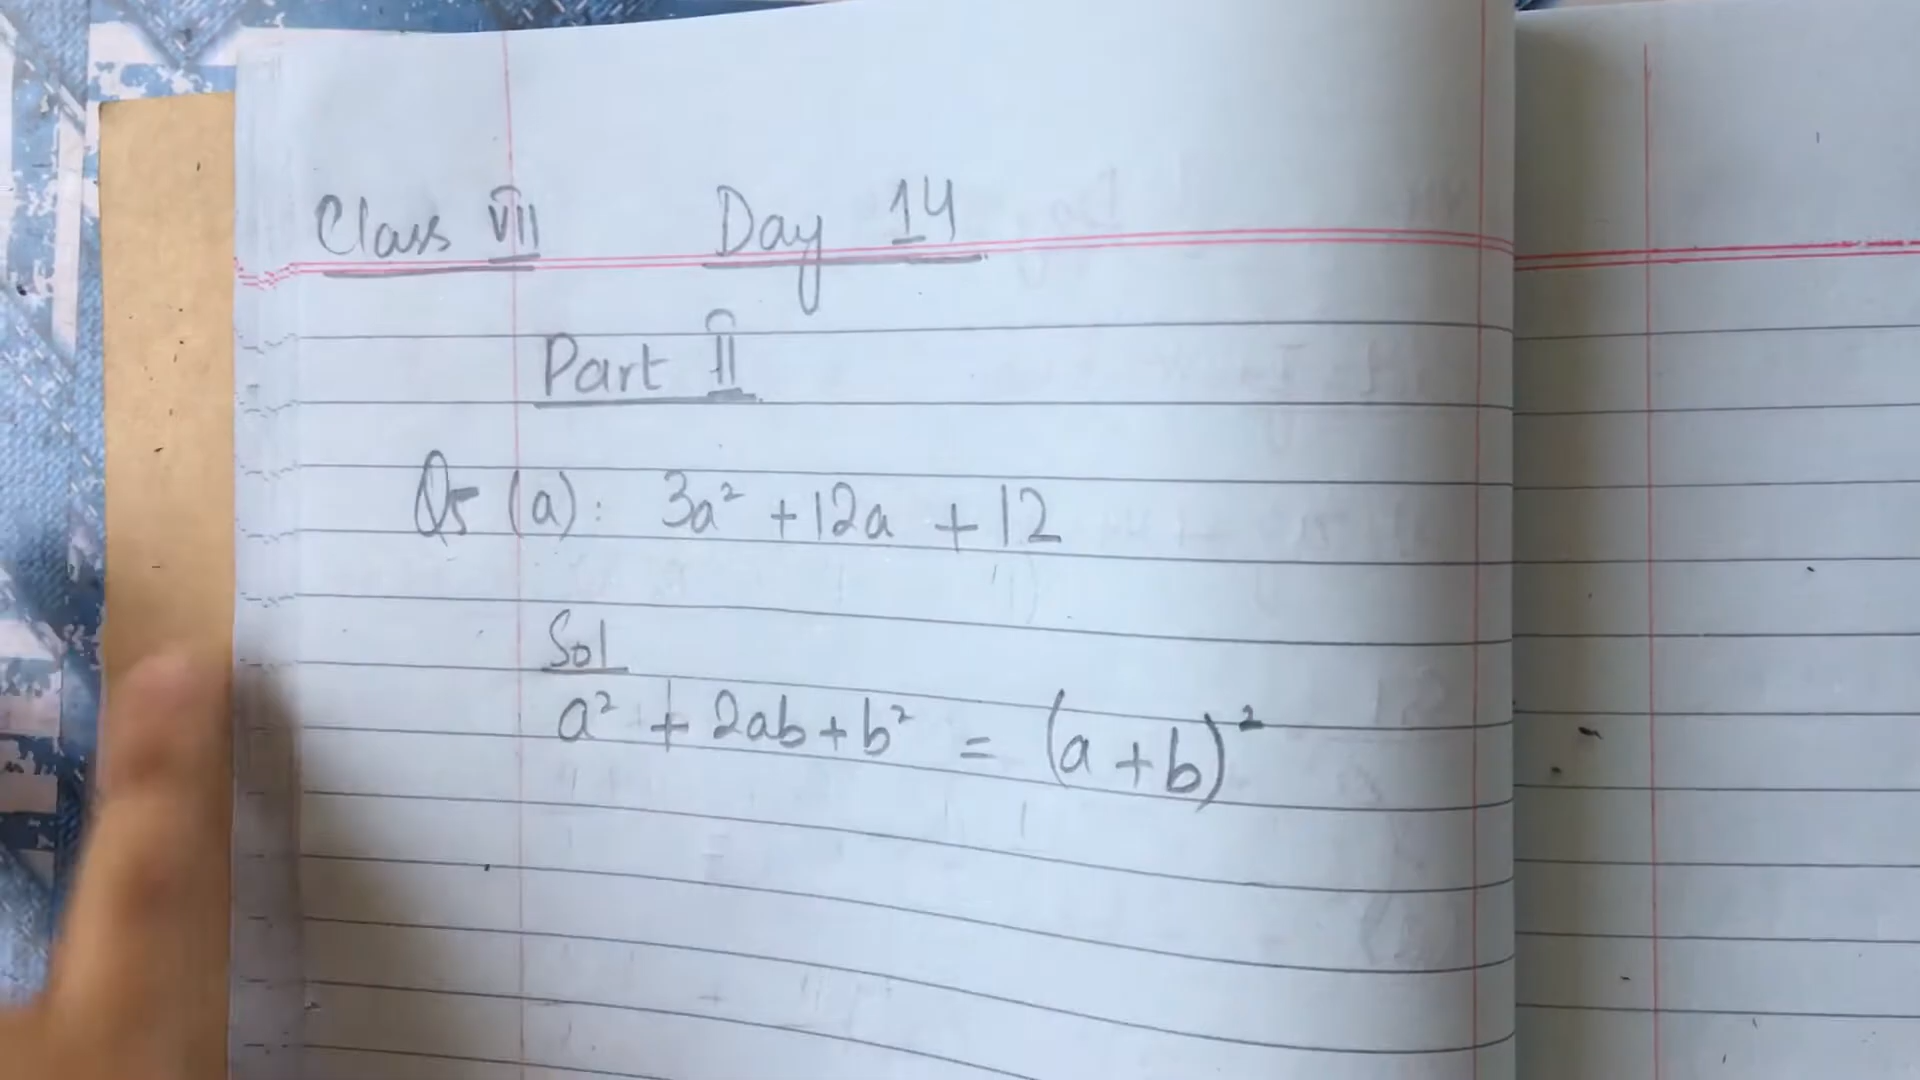 Class VII Day 14
Part II
Q5 (a): 3a² + 12a + 12
Sol
a² + 2ab + b² = (a + b)²